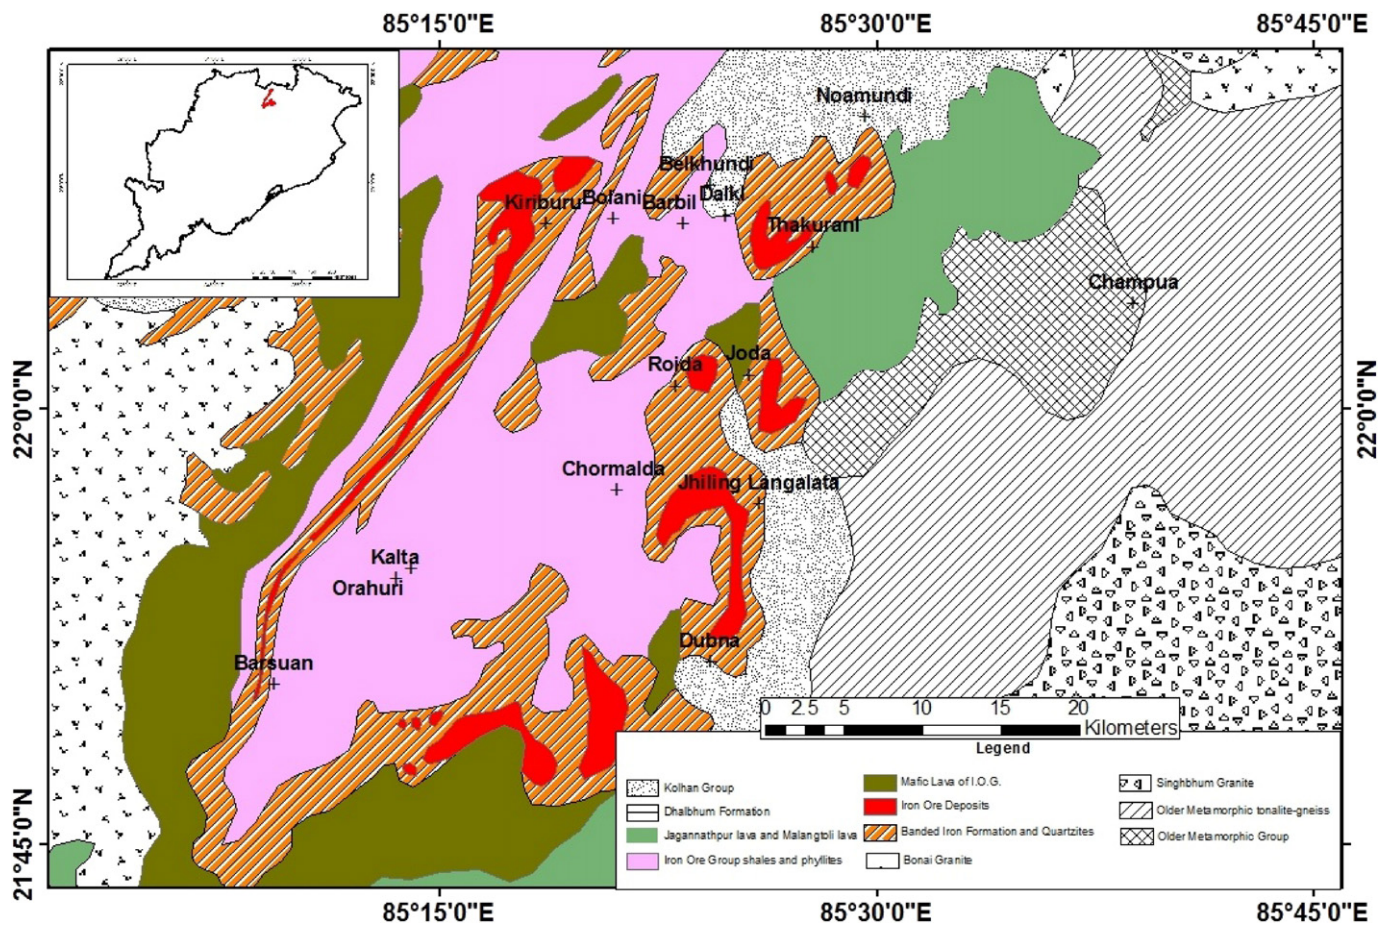 85°15'0"E
85°30'0"E
85°45'0"E
Noamundi
Belkhundi
Kiriburu
Bolani
Barbil
Dalki
Thakurani
Champua
22°0'0"N
22°0'0"N
Roida
Joda
Chormalda
Jhiling Langalata
Kalta
Orahuri
Dubna
Barsuan
0 2.5 5 10 15 20
Kilometers
Legend
Kolhan Group
Dhalbhum Formation
Jagannathpur lava and Malangtoli lava
Iron Ore Group shales and phyllites
Mafic Lava of I.O.G.
Iron Ore Deposits
Banded Iron Formation and Quartzites
Bonai Granite
Singhbhum Granite
Older Metamorphic tonalite-gneiss
Older Metamorphic Group
21°45'0"N
85°15'0"E
85°30'0"E
85°45'0"E